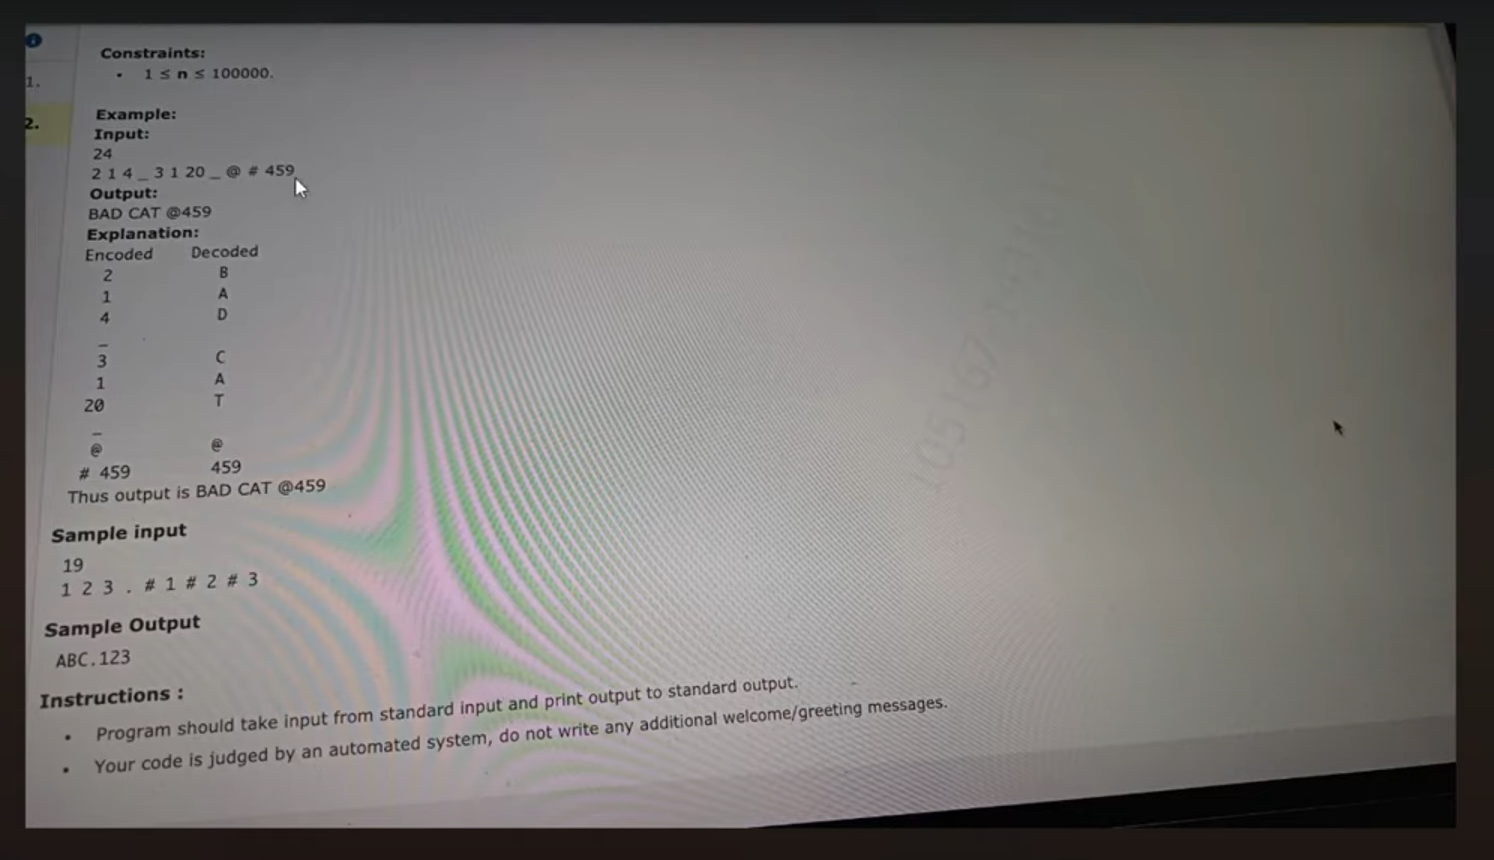 1.
2.
Constraints:
• 1 ≤ n ≤ 100000.
Example:
Input:
24
2 1 4 _ 3 1 20 _ @ # 459
Output:
BAD CAT @459
Explanation:
Encoded Decoded
2 B
1 A
4 D
_
3 C
1 A
20 T
_
@ @
# 459 459
Thus output is BAD CAT @459
Sample input
19
1 2 3 . # 1 # 2 # 3
Sample Output
ABC.123
Instructions :
• Program should take input from standard input and print output to standard output.
• Your code is judged by an automated system, do not write any additional welcome/greeting messages.